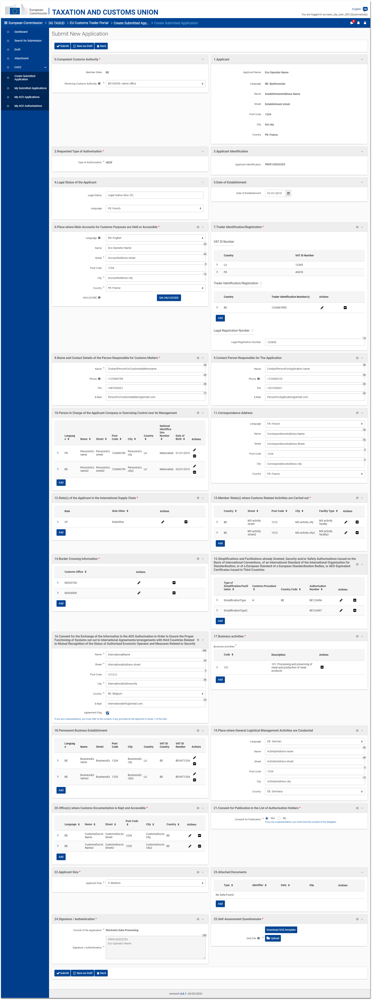 European
Commission
TAXATION AND CUSTOMS UNION
English EN
You are logged-in as eaeo_stp_user_000 ({{username}})
European Commission > DG TAXUD > EU Customs Trader Portal > Create Submitted App... > Create Submitted Application
0
Dashboard
Search for Submission
Draft
Attachment
EAEO
Create Submitted
Application
My Submitted Applications
My AEO Applications
My AEO Authorisations
Submit New Application
Submit Save as Draft Back
0.Competent Customs Authority *
Member State BE
Receiving Customs Authority * BE100045: vlams office
1.Applicant
Applicant Name Eco Operator Name
Language BE: Byelorussian
Name EstablishmentAddress Name
Street Establishment street
Post Code 1234
City Est city
Country FR: France
2.Requested Type of Authorisation *
Type of Authorisation * AEOF
3.Applicant Identification
Applicant Identification FR05142022253
4.Legal Status of the Applicant
Legal Status Legal status desc (fr)
Language FR: French
5.Date of Establishment
Date of Establishment 01/01/2019
6.Place where Main Accounts for Customs Purposes are Held or Accessible *
Language EN: English
53
Name Eco Operator Name
49
Street * AccountAddress street
5
Post Code 1234
16
City * AccountAddress city
Country * FR: France
UN/LOCODE Set UN/LOCODE
7.Trader Identification/Registration *
VAT ID Number
Country VAT ID Number
LU 12345
FR 45678
Trader Identification/Registration
Country Trader Identification Number(s) Actions
BE 1234567890
Add
Legal Registration Number
14
Legal Registration Number 123456
8.Name and Contact Details of the Person Responsible for Customs Matters *
36
Name * ContactPersonForCustomsMattersname
40
Phone +123456789
40
Fax +987654321
17
E-Mail PersonForCustomsMatters@email.com
9.Contact Person Responsible for The Application
38
Name ContactPersonForApplication name
40
Phone +123456123
40
Fax +321654321
20
E-Mail PersonForApplication@email.com
10.Person in Charge of the Applicant Company or Exercising Control over its Management
National
Identifica
Languag Post tion Date of
e Name Street Code City Country Number Birth Actions
FR PersonInCo name PersonInCo street 123456789 PersonInCo city LU NationalIde 01/01/2019
BE PersonInCo name2 PersonInCo street2 123456790 PersonInCo city2 LU NationalIde 02/01/2019
Add
11.Correspondence Address
Language FR: French
44
Name CorrespondenceAddress Name
42
Street CorrespondenceAddress Street
5
Post Code 1234
9
City CorrespondenceAddress city
Country FR: France
12.Role(s) of the Applicant in the International Supply Chain *
Role Role Other Actions
CF RoleOther
Add
13.Member State(s) where Customs Related Activities are Carried out *
Country Street Post Code City Facility Type Actions
BE MS activity street 1212 MS activity city MS activity facility
BE MS activity street2 1313 MS activity city2 MS activity facility2
Add
14.Border Crossing Information *
Customs Office Actions
DE003700
DE004900
Add
15.Simplifications and Facilitations already Granted, Security and/or Safety Authorisations Issued on the
Basis of international Conventions, of an International Standard of the International Organisation for
Standardisation, or of a European Standard of a European Standardisation Bodies, or AEO-Equivalent
Certificates Issued in Third Countries
Type of
Simplification/Facili Customs Procedure Authorisation
tation Country Code Number Actions
SimplificationType H BE BE123456
SimplificationType2 BE123457
Add
16.Consent for the Exchange of the Information in the AEO Authorisation in Order to Ensure the Proper
Functioning of Systems set out in International Agreements/arrangements with third Countries Related
to Mutual Recognition of the Status of Authorised Economic Operator and Measures Related to Security
495
Name * InternationalName
43
Street * InternationalAddress street
3
Post Code 121212
46
City * InternationalAddresscity
Country * BE: Belgium
23
E-Mail InternationalInfo@email.com
Agreement Flag
If you are a representative, you must refer to the consent, if any, provided by the applicant in annex 1 of the SAQ.
17.Business activities *
Business activities *
Code Description Actions
101 101: Processing and preserving of
meat and production of meat
products
Add
18.Permanent Business Establishment
Languag Post VAT ID VAT ID
e Name Street Code City Country Country Number Actions
BE BusinessEs name BusinessEs 1234 BusinessEs city LU BE BEVAT1234
BE BusinessEs name2 BusinessEs 1235 BusinessEs city2 LU BE BEVAT1234
Add
19.Place where General Logistical Management Activities are Conducted
Language DE: German
50
Name ActivityAddress name
48
Street ActivityAddress street
5
Post Code 1234
15
City ActivityAddress city
Country DE: Germany
20.Office(s) where Customs Documentation is Kept and Accessible *
Language Name Street Post Code City Country Actions
BE CustomsDocAd Name CustomsDocAd Street 1234 CustomsDocAd City BE
BE CustomsDocAd Name2 CustomsDocAd Street2 1235 CustomsDocAd City2 BE
Add
21.Consent for Publication in the List of Authorisation Holders *
Consent for Publication * Yes No
If you are a representative, you must have the consent of the delegator.
22.Applicant Size *
Applicant Size * 3: Medium
23.Attached Documents
Type Identifier Date File Actions
No Data Found
Add
24.Signature / Authentication *
Format of the Application * Electronic Data Processing
225
FR05142022253
Eco Operator Name
Signature / Authentication *
25.Self-Assessment Questionnaire *
Download SAQ template
SAQ File * Upload
Submit Save as Draft Back
version1.4.0.1- 29/05/2020